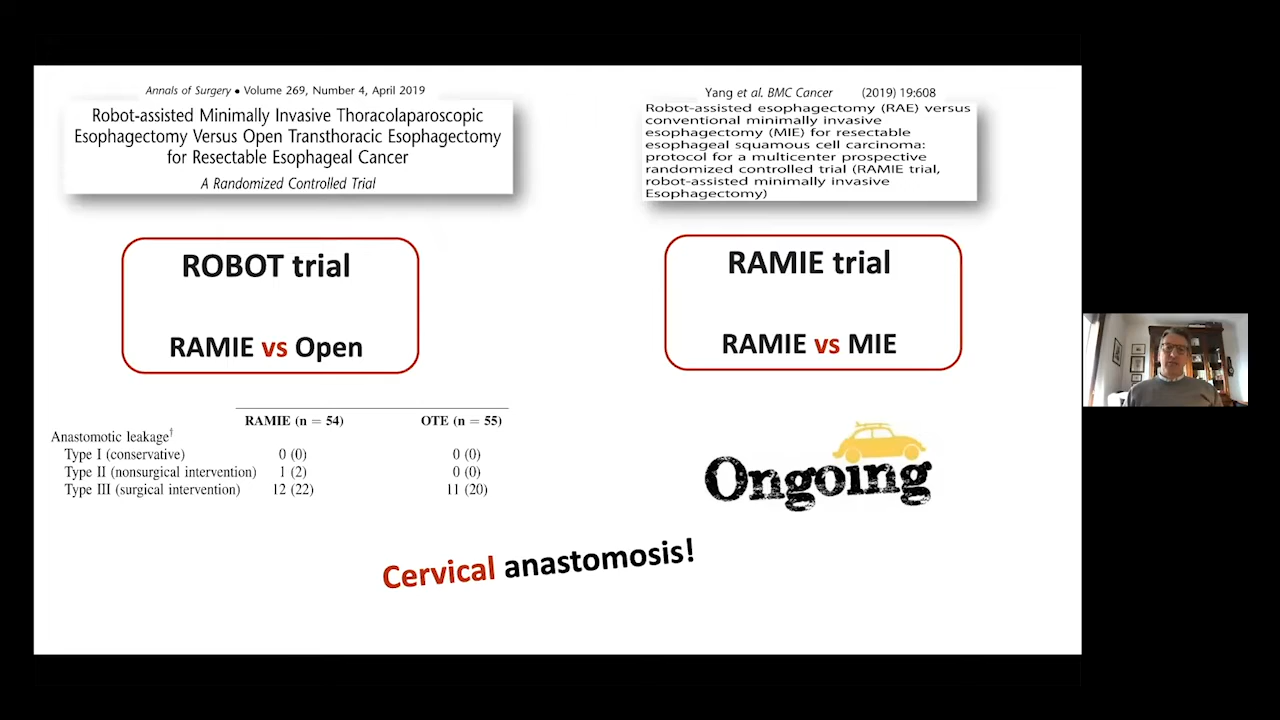 Annals of Surgery • Volume 269, Number 4, April 2019
Robot-assisted Minimally Invasive Thoracolaparoscopic
Esophagectomy Versus Open Transthoracic Esophagectomy
for Resectable Esophageal Cancer
A Randomized Controlled Trial
ROBOT trial
RAMIE vs Open
RAMIE (n = 54) OTE (n = 55)
Anastomotic leakage†
Type I (conservative) 0 (0) 0 (0)
Type II (nonsurgical intervention) 1 (2) 0 (0)
Type III (surgical intervention) 12 (22) 11 (20)
Yang et al. BMC Cancer (2019) 19:608
Robot-assisted esophagectomy (RAE) versus
conventional minimally invasive
esophagectomy (MIE) for resectable
esophageal squamous cell carcinoma:
protocol for a multicenter prospective
randomized controlled trial (RAMIE trial,
robot-assisted minimally invasive
Esophagectomy)
RAMIE trial
RAMIE vs MIE
Ongoing
Cervical anastomosis!